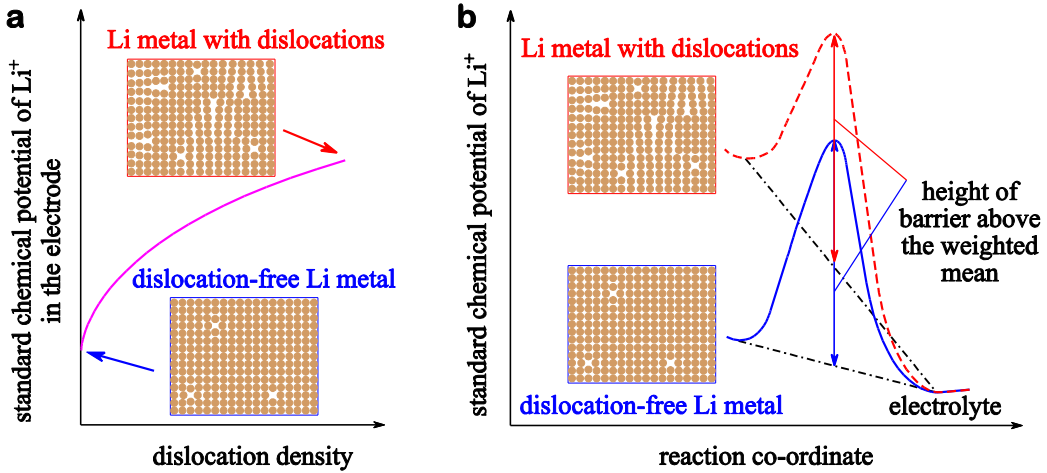 a
standard chemical potential of Li⁺
in the electrode
Li metal with dislocations
dislocation-free Li metal
dislocation density
b
standard chemical potential of Li⁺
Li metal with dislocations
height of
barrier above
the weighted
mean
dislocation-free Li metal
electrolyte
reaction co-ordinate